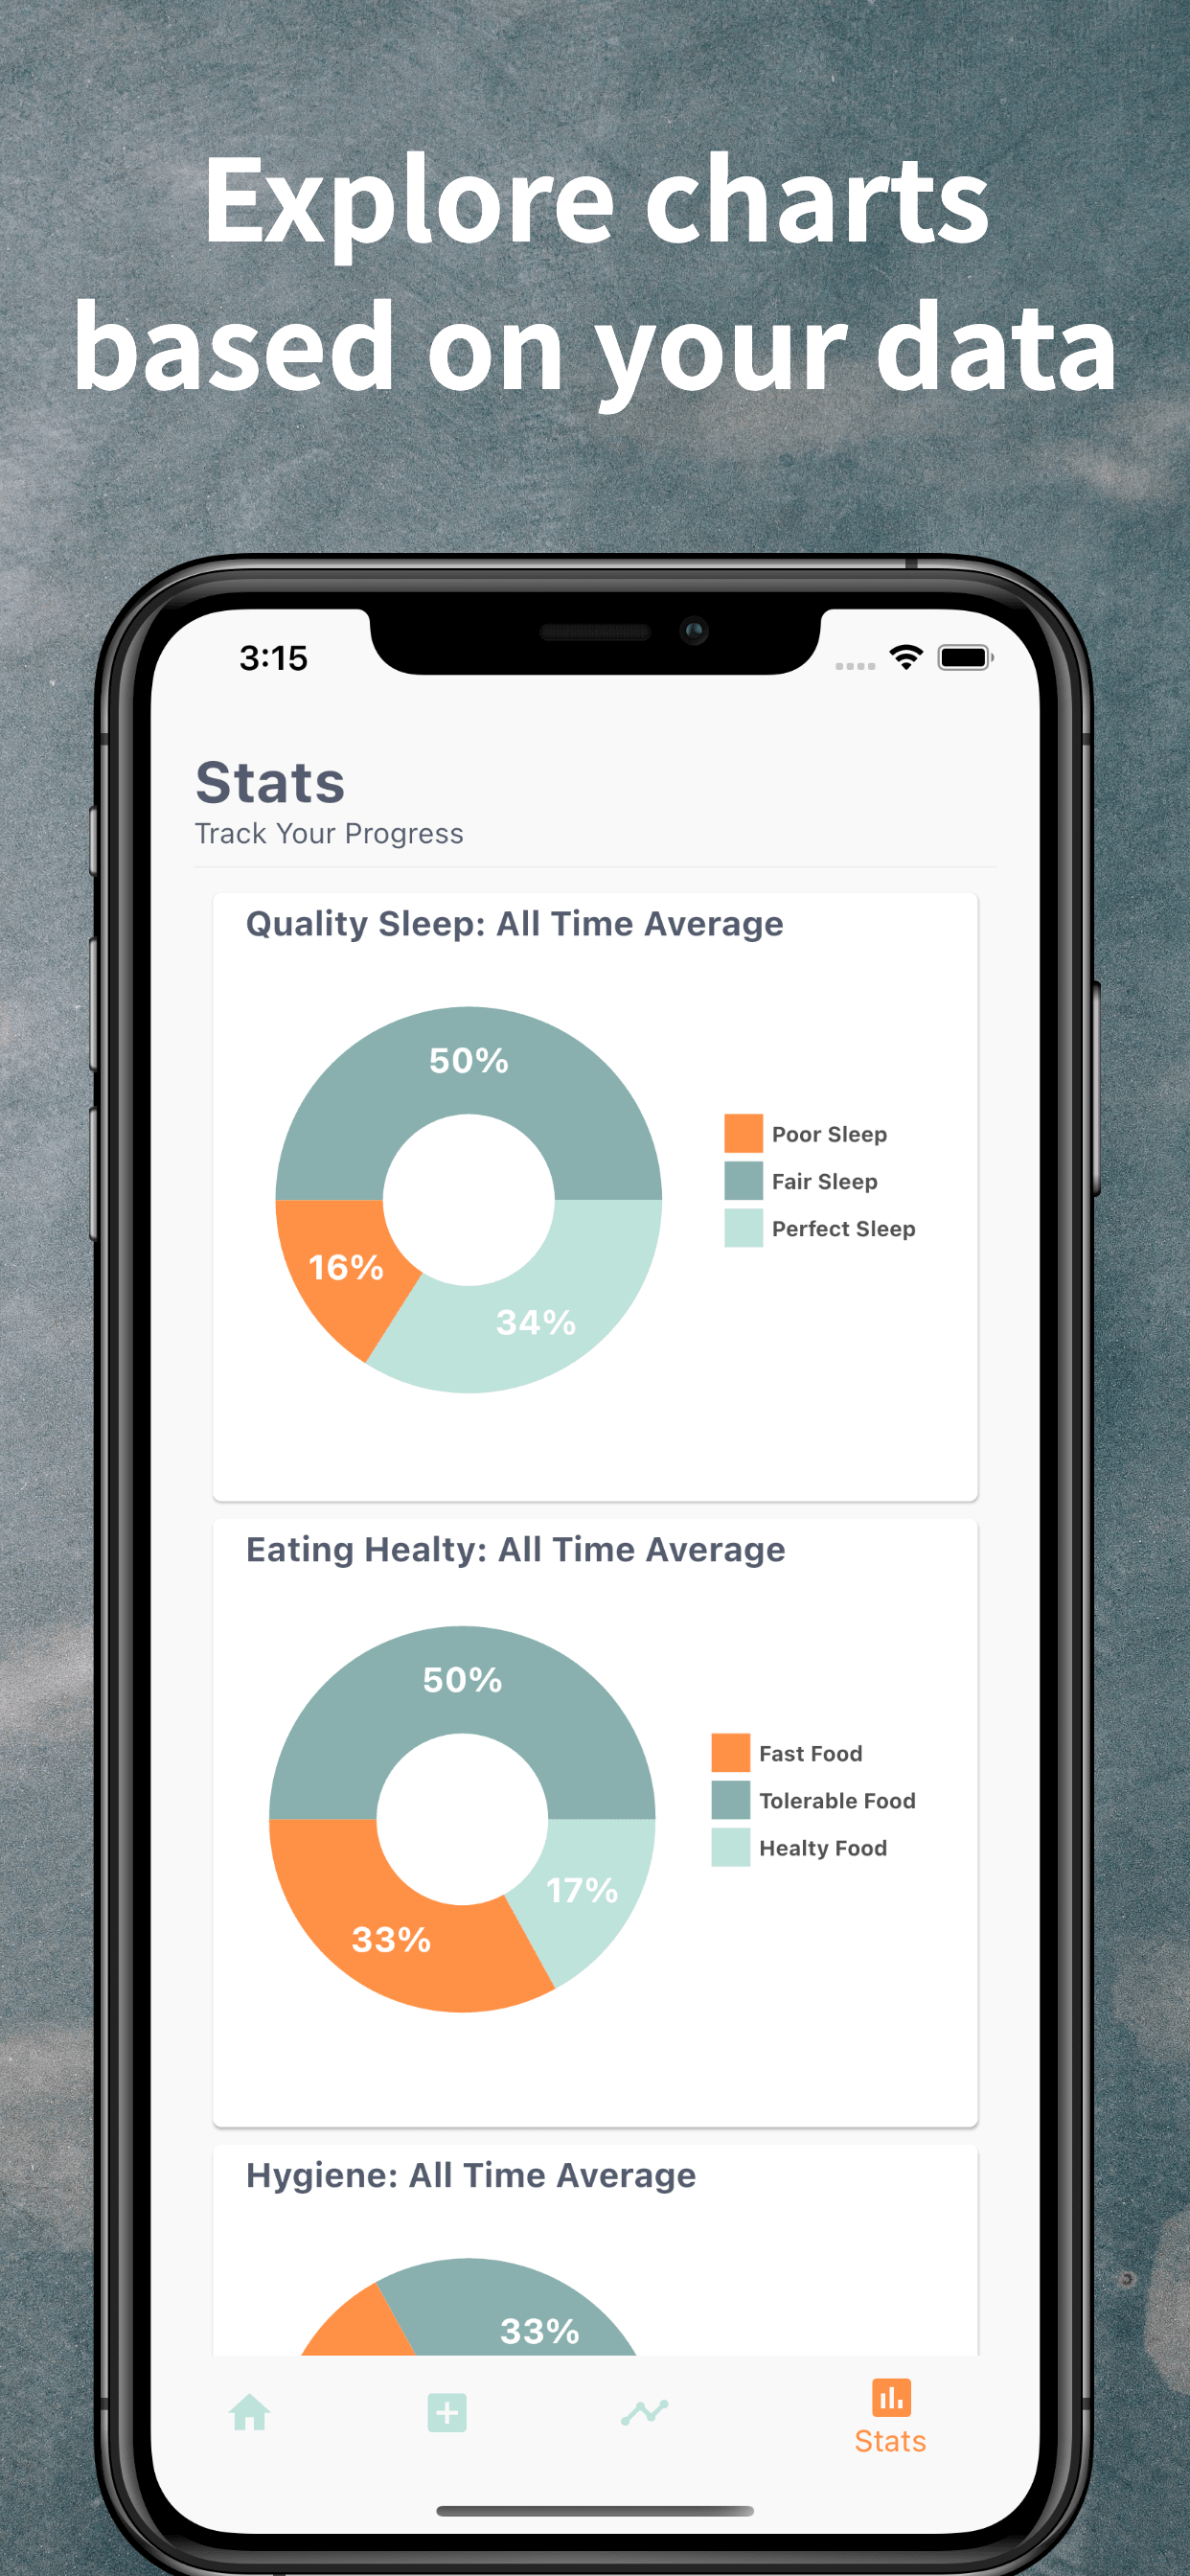 Explore charts
based on your data
3:15
Stats
Track Your Progress
Quality Sleep: All Time Average
50%
16%
34%
Poor Sleep
Fair Sleep
Perfect Sleep
Eating Healty: All Time Average
50%
33%
17%
Fast Food
Tolerable Food
Healty Food
Hygiene: All Time Average
33%
Stats